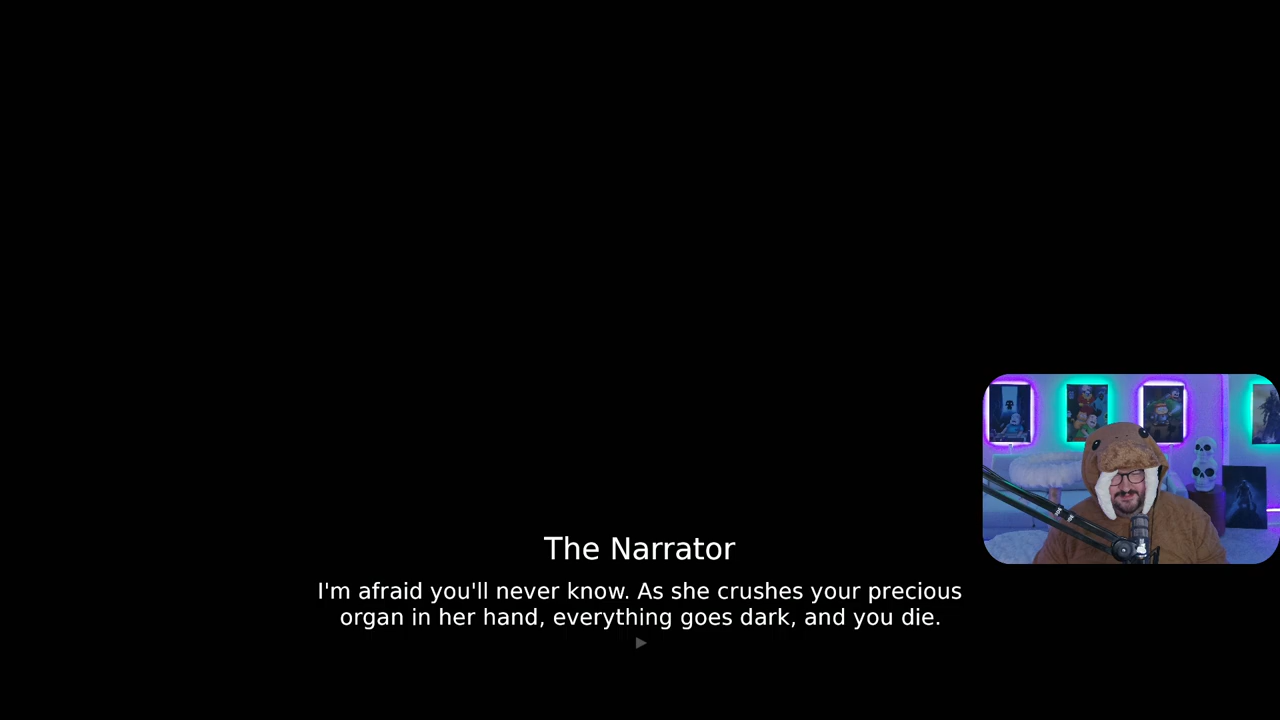 The Narrator
I'm afraid you'll never know. As she crushes your precious
organ in her hand, everything goes dark, and you die.